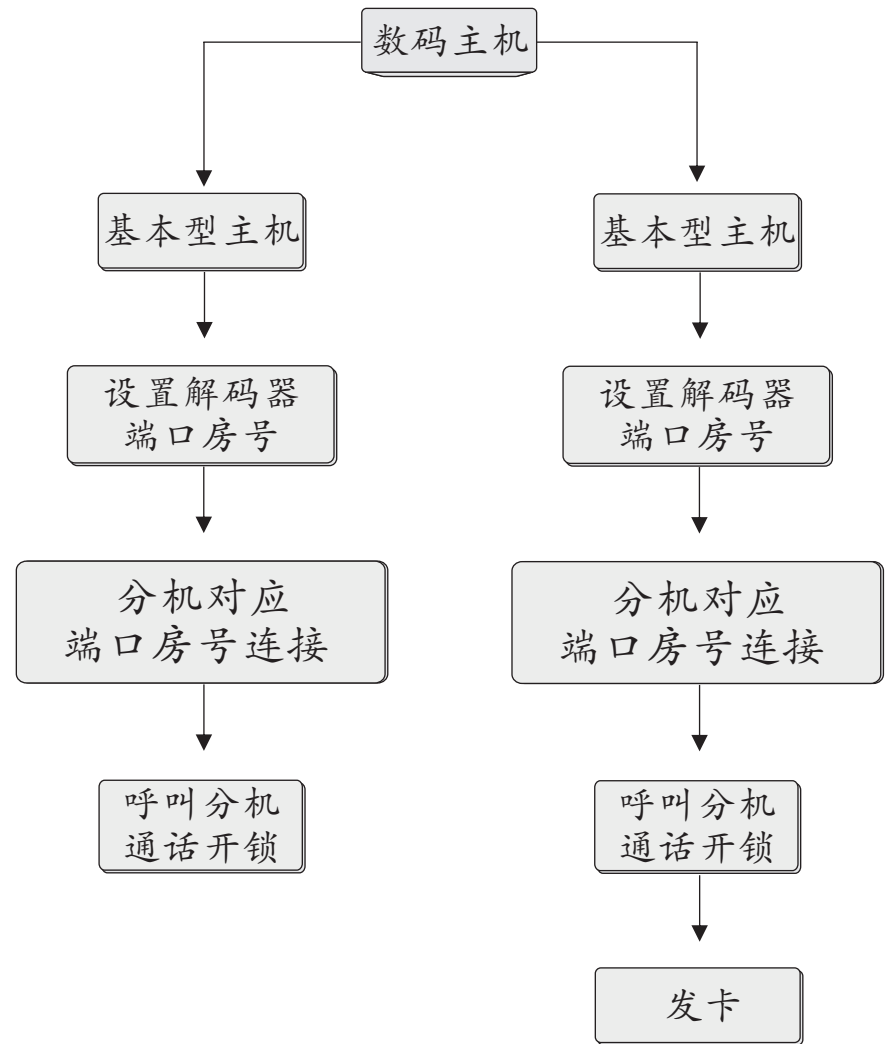 数码主机
基本型主机
基本型主机
设置解码器
端口房号
设置解码器
端口房号
分机对应
端口房号连接
分机对应
端口房号连接
呼叫分机
通话开锁
呼叫分机
通话开锁
发卡